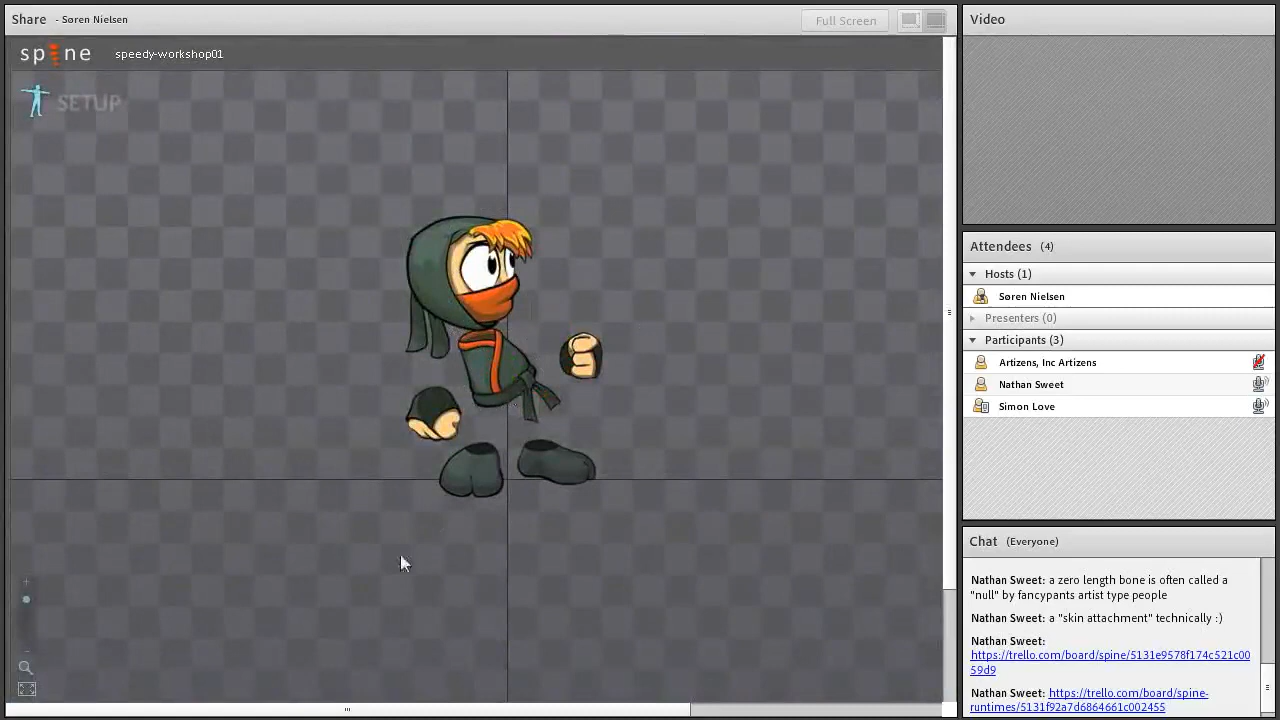 Share - Søren Nielsen
Full Screen
spine speedy-workshop01
SETUP
Video
Attendees (4)
Hosts (1)
Søren Nielsen
Presenters (0)
Participants (3)
Artizens, Inc Artizens
Nathan Sweet
Simon Love
Chat (Everyone)
Nathan Sweet: a zero length bone is often called a
"null" by fancypants artist type people
Nathan Sweet: a "skin attachment" technically :)
Nathan Sweet:
https://trello.com/board/spine/5131e9578f174c521c00
59d9
Nathan Sweet: https://trello.com/board/spine-
runtimes/5131f92a7d6864661c002455